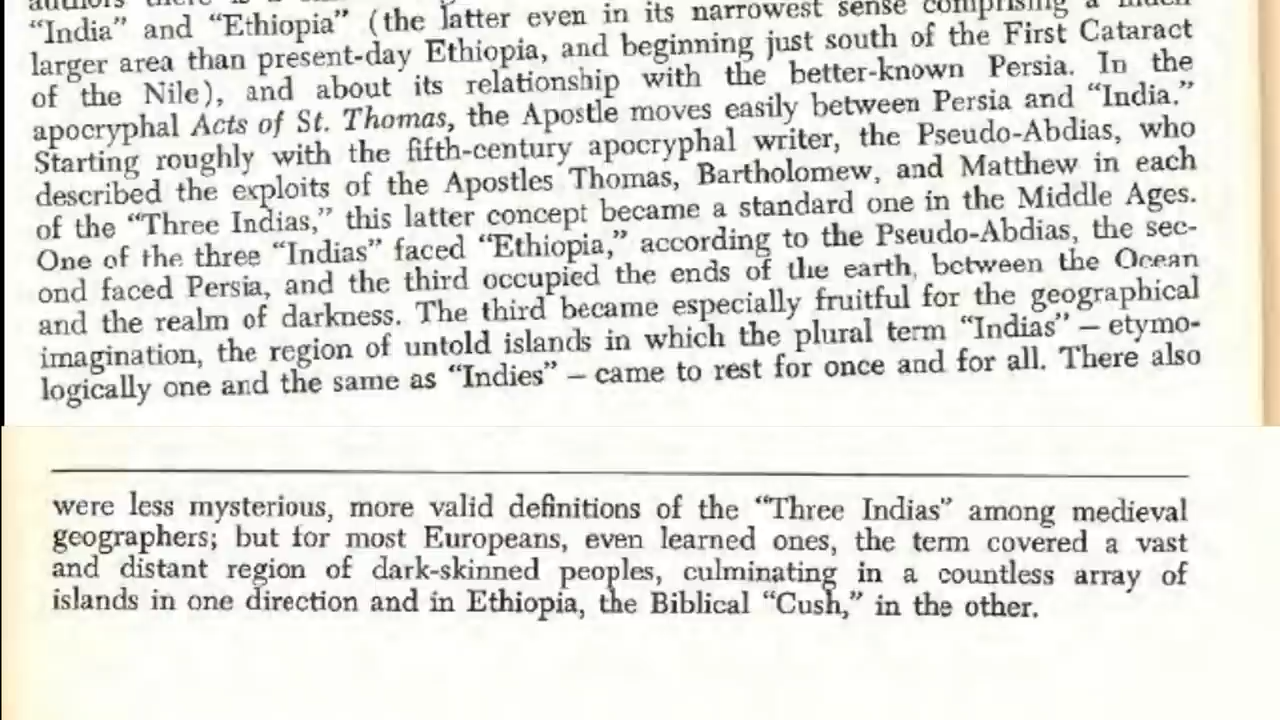 authors there is a
“India” and “Ethiopia” (the latter even in its narrowest sense comprising a much
larger area than present-day Ethiopia, and beginning just south of the First Cataract
of the Nile), and about its relationship with the better-known Persia. In the
apocryphal Acts of St. Thomas, the Apostle moves easily between Persia and “India.”
Starting roughly with the fifth-century apocryphal writer, the Pseudo-Abdias, who
described the exploits of the Apostles Thomas, Bartholomew, and Matthew in each
of the “Three Indias,” this latter concept became a standard one in the Middle Ages.
One of the three “Indias” faced “Ethiopia,” according to the Pseudo-Abdias, the sec-
ond faced Persia, and the third occupied the ends of the earth, between the Ocean
and the realm of darkness. The third became especially fruitful for the geographical
imagination, the region of untold islands in which the plural term “Indias” – etymo-
logically one and the same as “Indies” – came to rest for once and for all. There also
were less mysterious, more valid definitions of the “Three Indias” among medieval
geographers; but for most Europeans, even learned ones, the term covered a vast
and distant region of dark-skinned peoples, culminating in a countless array of
islands in one direction and in Ethiopia, the Biblical “Cush,” in the other.